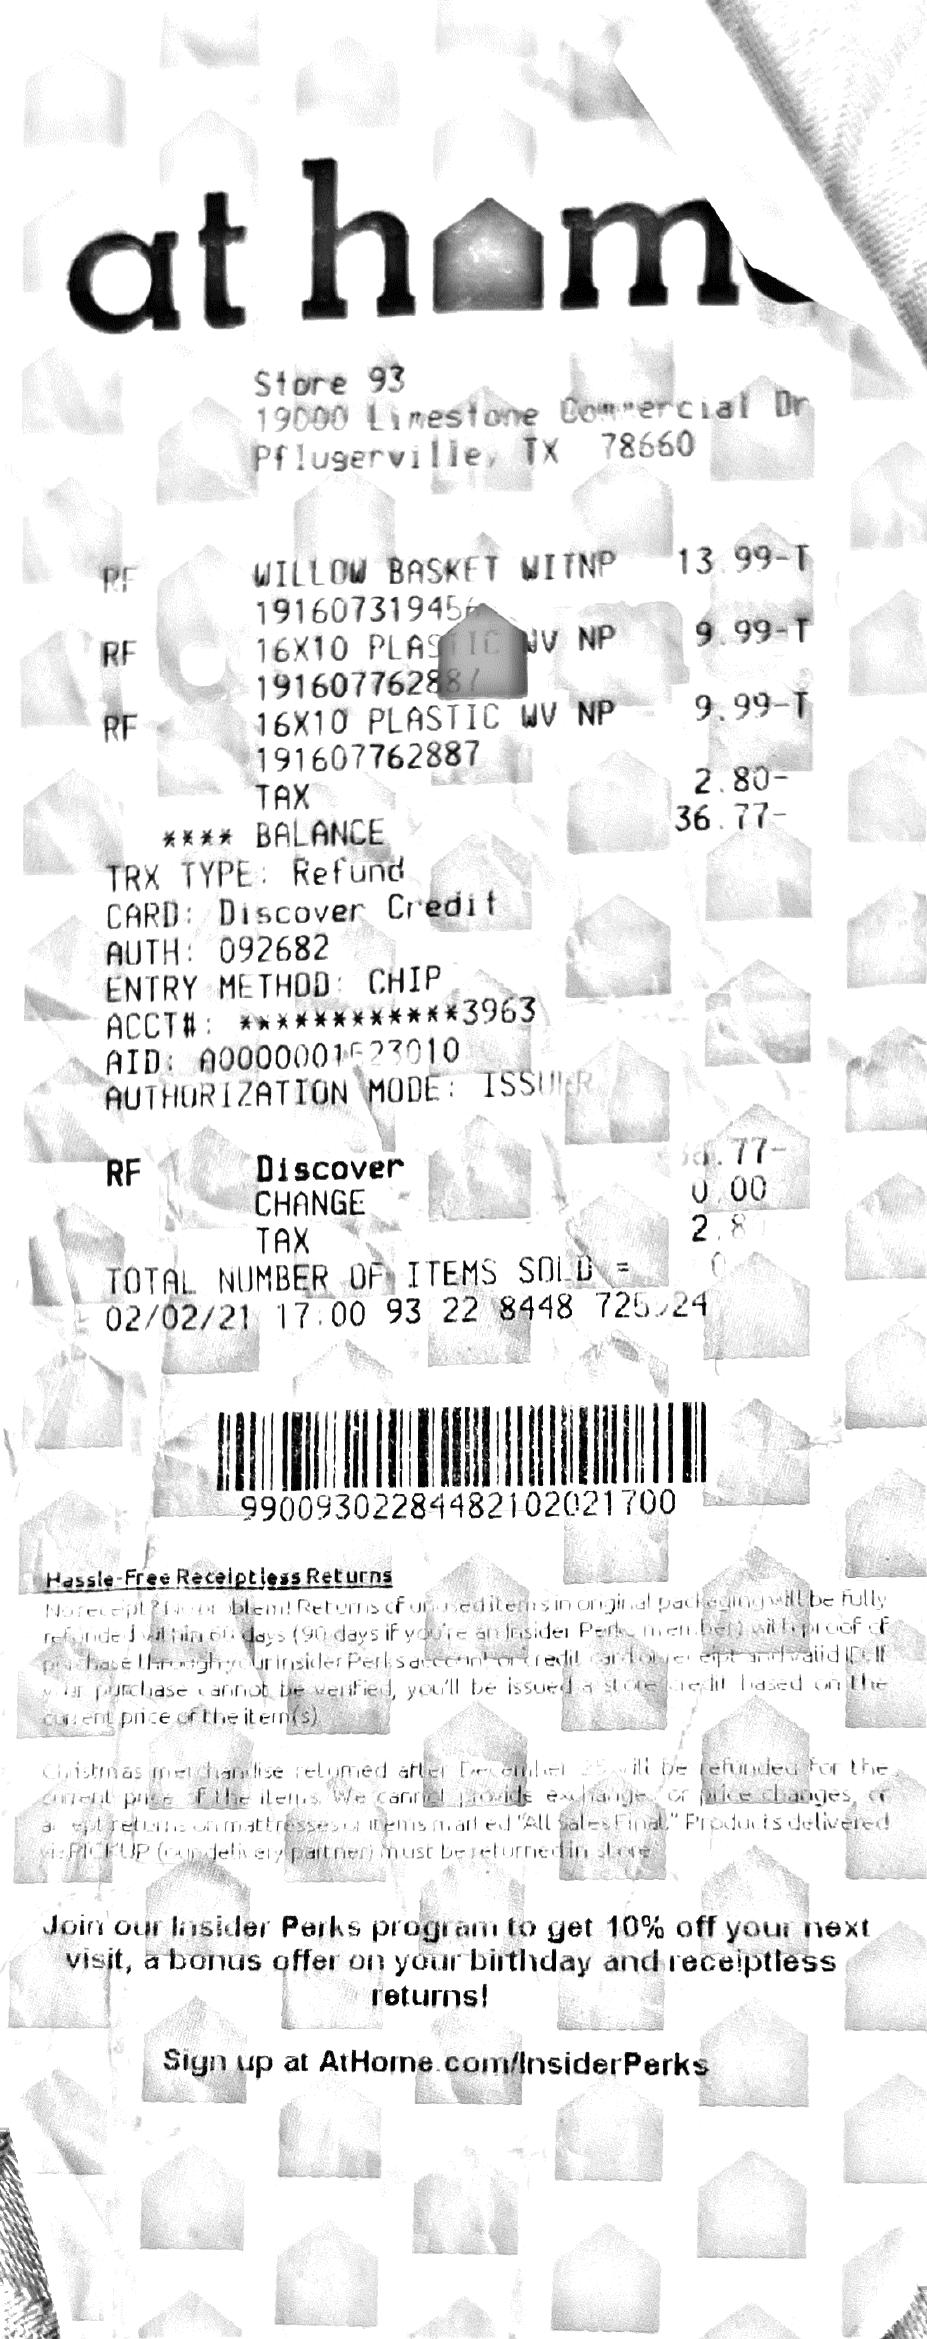 at home
Store 93
19000 Limestone Commercial Dr
Pflugerville, TX 78660
RF WILLOW BASKET WITNP 13.99-T
191607319456
RF 16X10 PLASTIC WV NP 9.99-T
191607762887
RF 16X10 PLASTIC WV NP 9.99-T
191607762887
TAX 2.80-
**** BALANCE 36.77-
TRX TYPE: Refund
CARD: Discover Credit
AUTH: 092682
ENTRY METHOD: CHIP
ACCT#: ************3963
AID: A0000001523010
AUTHORIZATION MODE: ISSUER
RF Discover 36.77-
CHANGE 0.00
TAX
TOTAL NUMBER OF ITEMS SOLD = 0
02/02/21 17:00 93 22 8448
990093022844821020217​00
Hassle-Free Receiptless Returns
No receipt? No problem! Returns of unused items in original packaging will be fully
refunded within 60 days (90 days if you're an Insider Perks member) with proof of
purchase through your Insider Perks account or credit card or receipt and valid ID. If
your purchase cannot be verified, you'll be issued a store credit based on the
current price of the item(s).
Christmas merchandise returned after December 25 will be refunded for the
current price of the items. We cannot provide exchanges or price changes, or
accept returns on mattresses or items marked "All Sales Final." Products delivered
via PICKUP (our delivery partner) must be returned in store.
Join our Insider Perks program to get 10% off your next
visit, a bonus offer on your birthday and receiptless
returns!
Sign up at AtHome.com/InsiderPerks